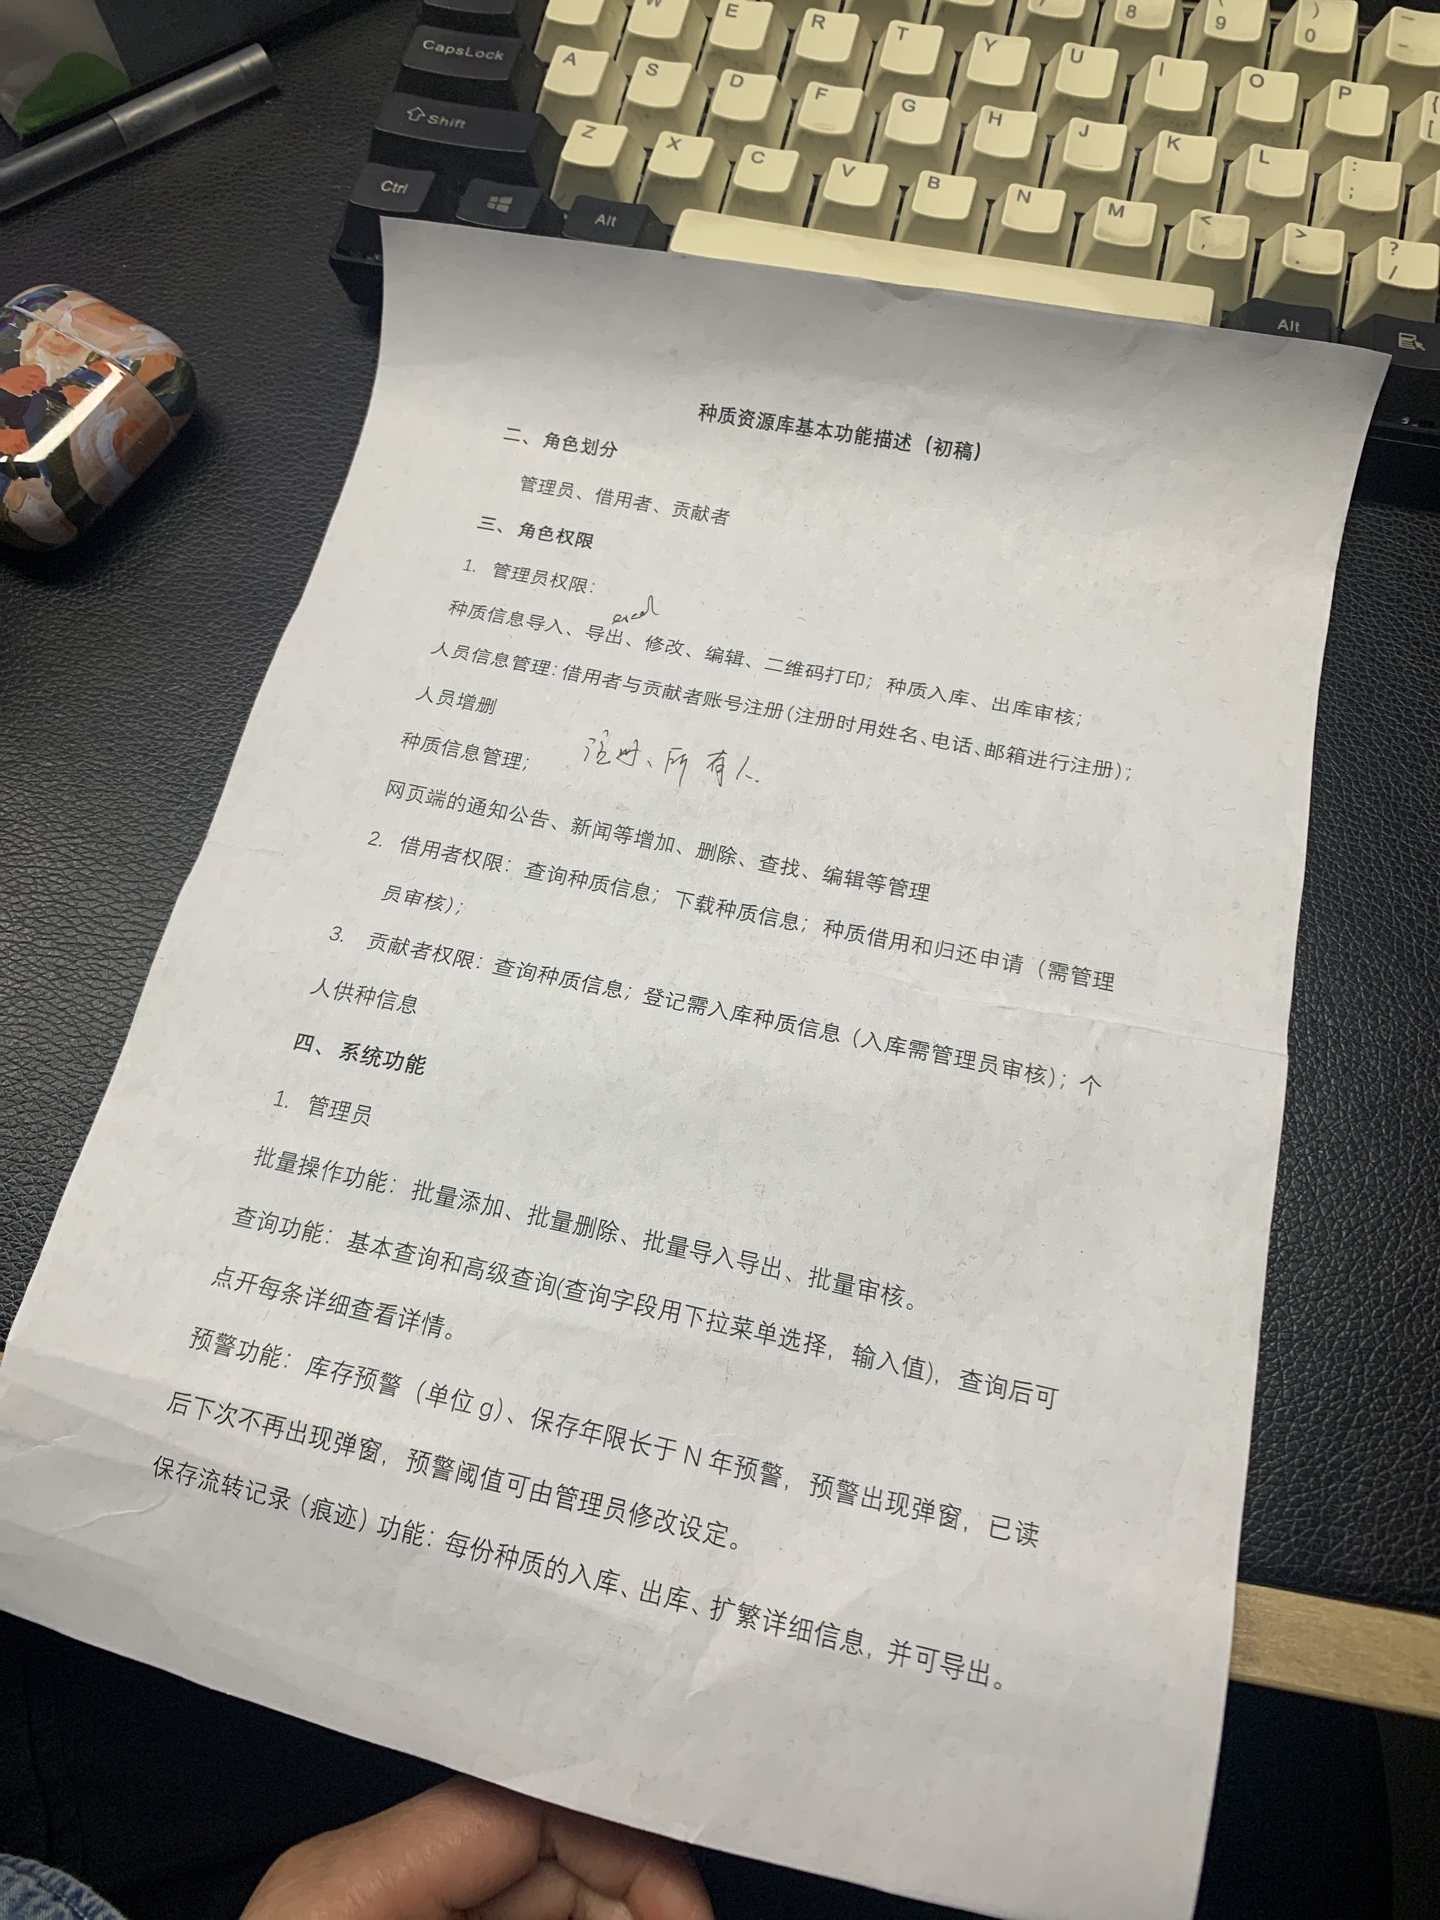 W E R T Y U I O P
8 9 0
CapsLock A S D F G H J K L : ;
Shift Z X C V B N M < , > . ? /
Ctrl Alt Alt
种质资源库基本功能描述（初稿）
二、角色划分
管理员、借用者、贡献者
三、角色权限
1. 管理员权限：
excel
种质信息导入、导出、修改、编辑、二维码打印；种质入库、出库审核；
人员信息管理：借用者与贡献者账号注册(注册时用姓名、电话、邮箱进行注册)；
人员增删
种质信息管理； 注册、所有人.
网页端的通知公告、新闻等增加、删除、查找、编辑等管理
2. 借用者权限：查询种质信息；下载种质信息；种质借用和归还申请（需管理
员审核）；
3. 贡献者权限：查询种质信息；登记需入库种质信息（入库需管理员审核）；个
人供种信息
四、系统功能
1. 管理员
批量操作功能：批量添加、批量删除、批量导入导出、批量审核。
查询功能：基本查询和高级查询(查询字段用下拉菜单选择，输入值)，查询后可
点开每条详细查看详情。
预警功能：库存预警（单位 g）、保存年限长于 N 年预警，预警出现弹窗，已读
后下次不再出现弹窗，预警阈值可由管理员修改设定。
保存流转记录（痕迹）功能：每份种质的入库、出库、扩繁详细信息，并可导出。